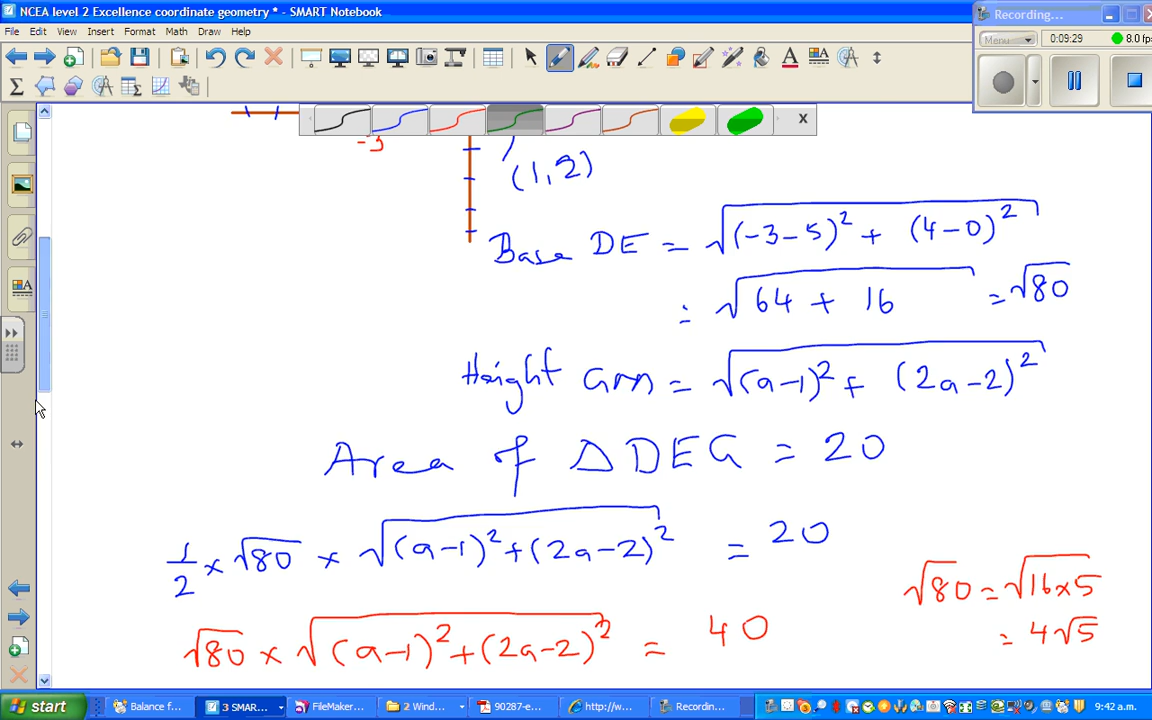 NCEA level 2 Excellence coordinate geometry * - SMART Notebook
Recording...
File Edit View Insert Format Math Draw Help
Menu 0:09:29 8.0 fp
-3
(1,2)
Base DE = √(-3-5)² + (4-0)²
= √64 + 16 = √80
Height GM = √(a-1)² + (2a-2)²
Area of Δ DEG = 20
1/2 × √80 × √(a-1)²+(2a-2)² = 20
√80 = √16×5
= 4√5
√80 × √(a-1)²+(2a-2)² = 40
start Balance f... 3 SMAR... FileMaker... 2 Wind... 90287-e... http://w... Recordin... 9:42 a.m.